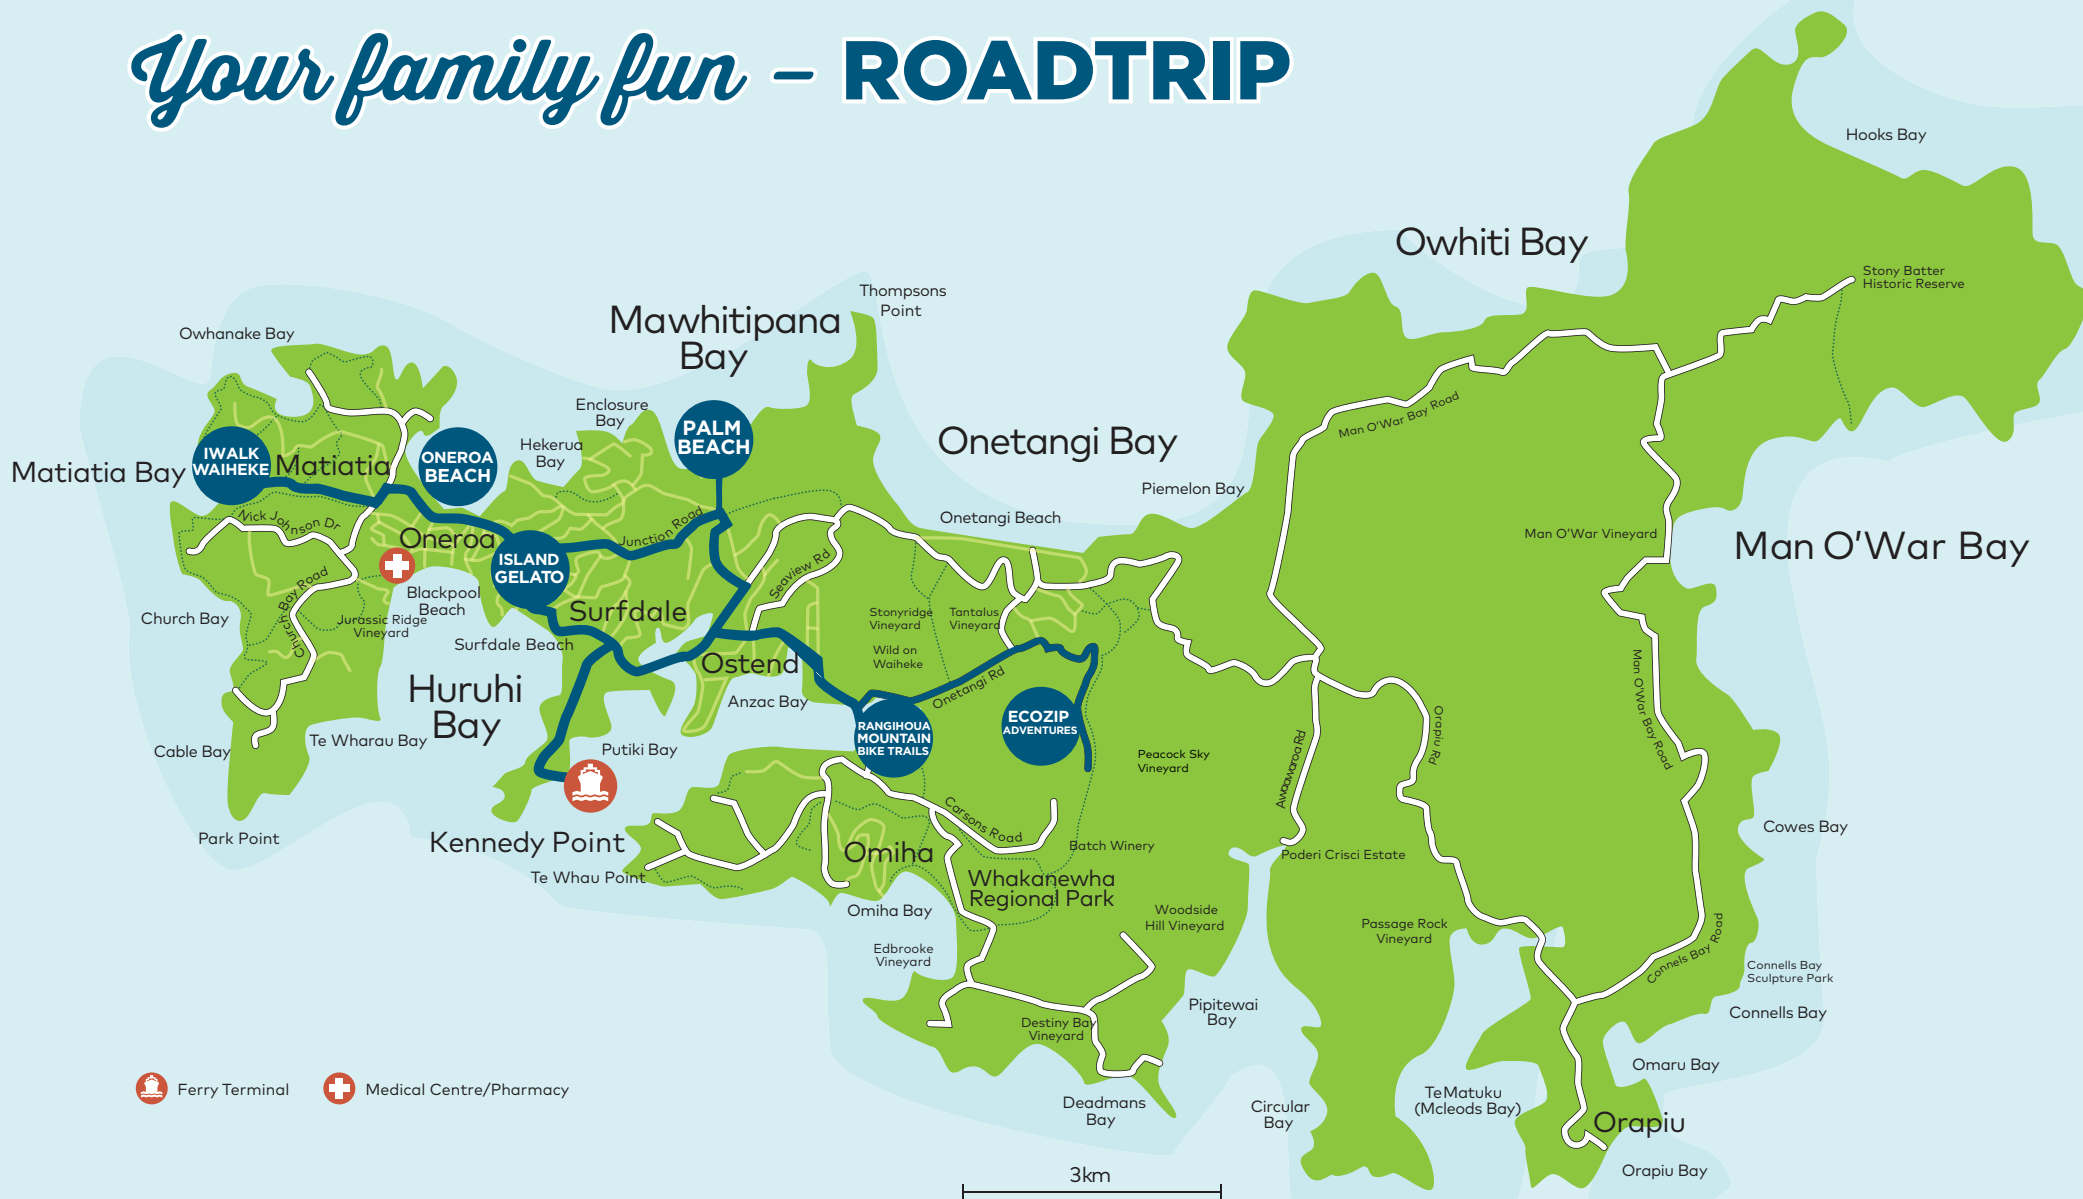 Your family fun – ROADTRIP
Hooks Bay
Owhiti Bay
Stony Batter
Historic Reserve
Thompsons
Point
Mawhitipana
Bay
Owhanake Bay
Enclosure
Bay
Hekerua
Bay
PALM
BEACH
Onetangi Bay
Man O'War Bay Road
IWALK
WAIHEKE
Matiatia Bay
Matiatia
ONEROA
BEACH
Piemelon Bay
Onetangi Beach
Nick Johnson Dr
Oneroa
Junction Road
Man O'War Vineyard
Man O'War Bay
ISLAND
GELATO
Seaview Rd
Church Bay Road
Blackpool
Beach
Surfdale
Church Bay
Jurassic Ridge
Vineyard
Surfdale Beach
Stonyridge
Vineyard
Tantalus
Vineyard
Wild on
Waiheke
Ostend
Anzac Bay
Onetangi Rd
Man O'War Bay Road
Huruhi
Bay
Te Wharau Bay
Cable Bay
Putiki Bay
RANGIHOUA
MOUNTAIN
BIKE TRAILS
ECOZIP
ADVENTURES
Peacock Sky
Vineyard
Awaawaroa Rd
Orapiu Rd
Park Point
Kennedy Point
Te Whau Point
Carsons Road
Omiha
Batch Winery
Poderi Crisci Estate
Cowes Bay
Whakanewha
Regional Park
Omiha Bay
Woodside
Hill Vineyard
Passage Rock
Vineyard
Edbrooke
Vineyard
Connels Bay Road
Connells Bay
Sculpture Park
Connells Bay
Pipitewai
Bay
Destiny Bay
Vineyard
Omaru Bay
Ferry Terminal
Medical Centre/Pharmacy
Deadmans
Bay
Circular
Bay
Te Matuku
(Mcleods Bay)
Orapiu
Orapiu Bay
3km